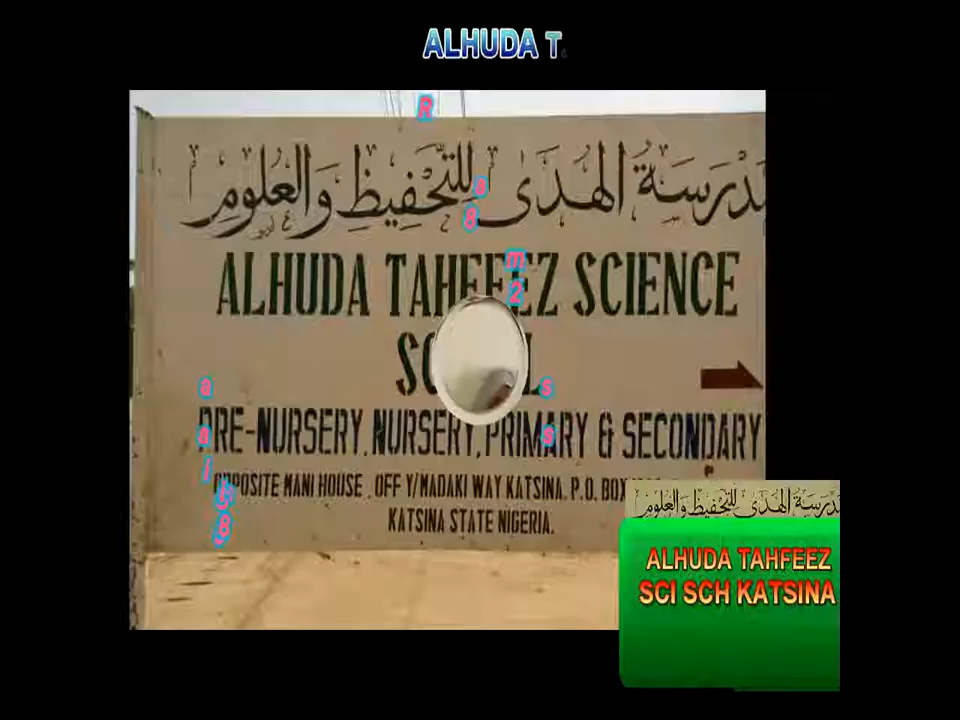 ALHUDA T
مدرسة الهدى للتحفيظ والعلوم
ALHUDA TAHFEEZ SCIENCE
PRE-NURSERY, NURSERY, PRIMARY & SECONDARY
OPPOSITE MANI HOUSE, OFF Y/MADAKI WAY KATSINA. P.O. BOX
KATSINA STATE NIGERIA.
مدرسة الهدى للتحفيظ والعلوم
ALHUDA TAHFEEZ
SCI SCH KATSINA